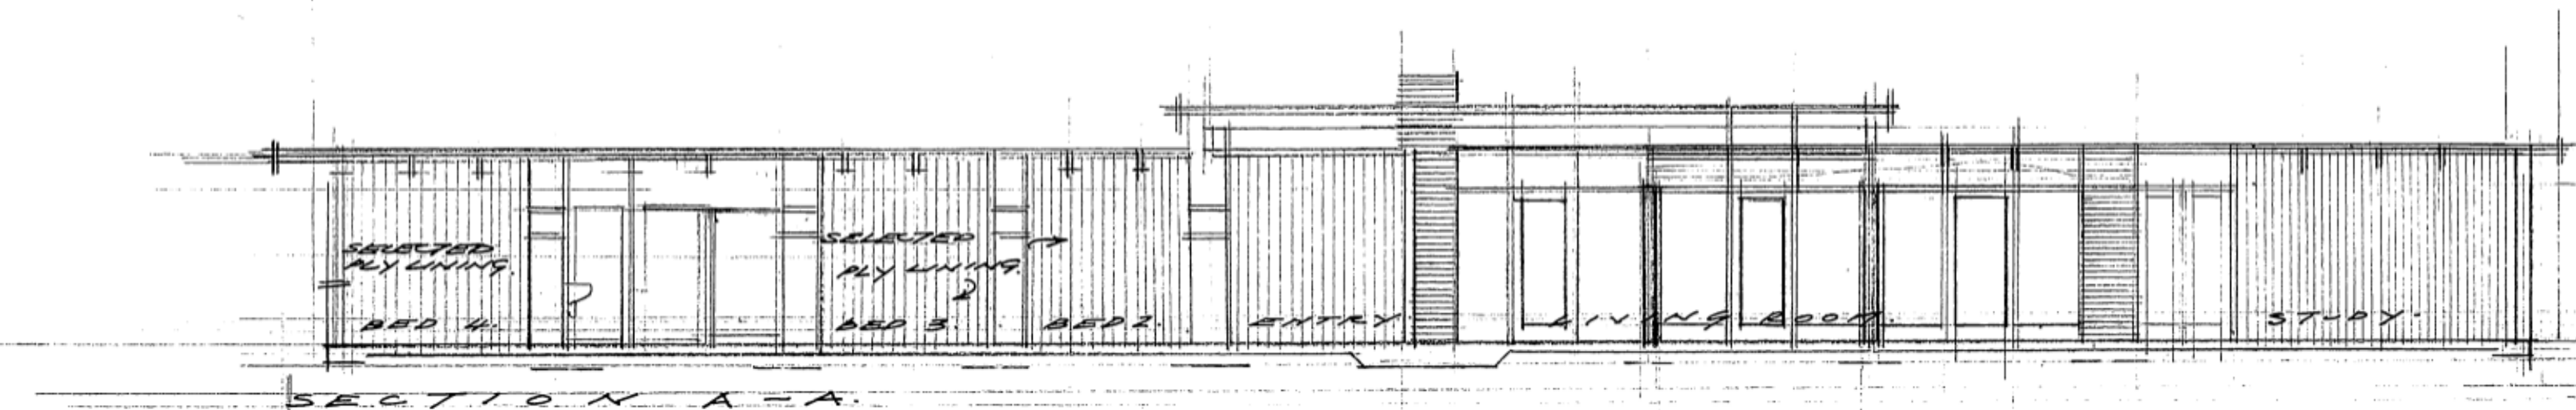 SELECTED
PLY LINING.
BED 4.
SELECTED
PLY LINING.
BED 3.
BED 2.
ENTRY
LIVING ROOM.
STUDY.
SECTION A-A.